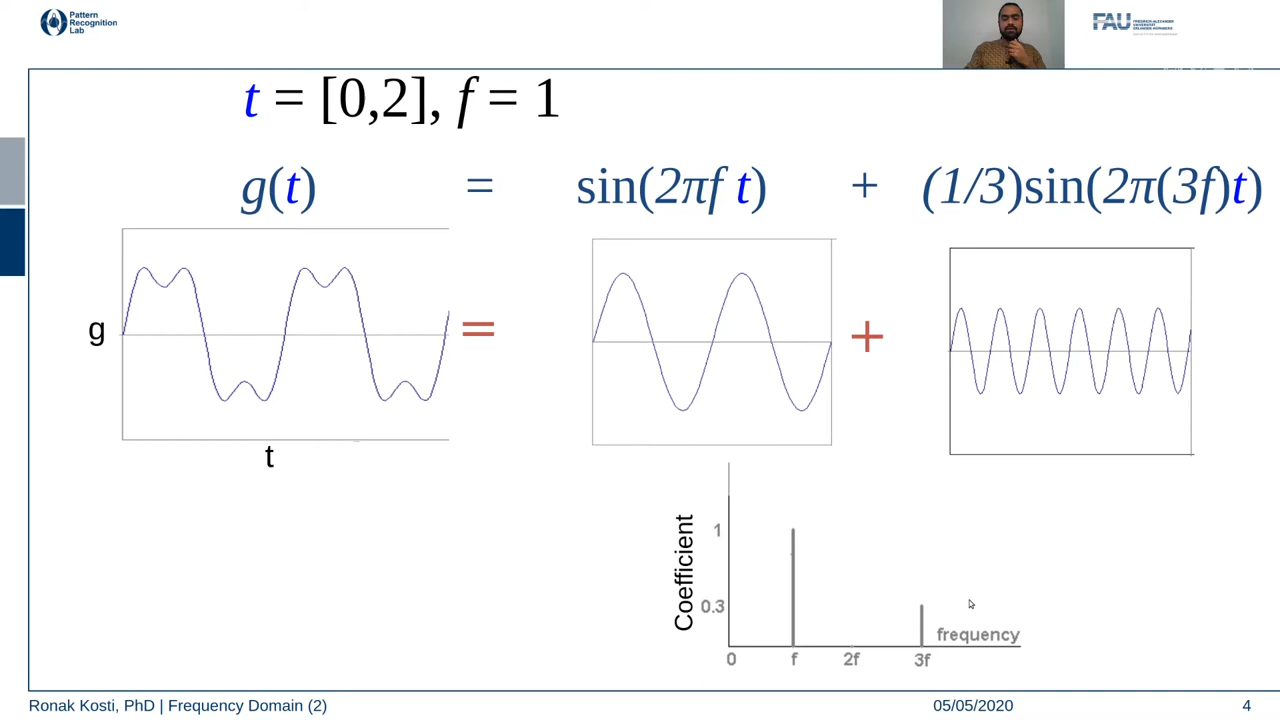 Pattern
Recognition
Lab
FAU
t = [0,2], f = 1
g(t) = sin(2πf t) + (1/3)sin(2π(3f)t)
g
=
+
t
Coefficient
1
0.3
frequency
0 f 2f 3f
Ronak Kosti, PhD | Frequency Domain (2) 05/05/2020 4